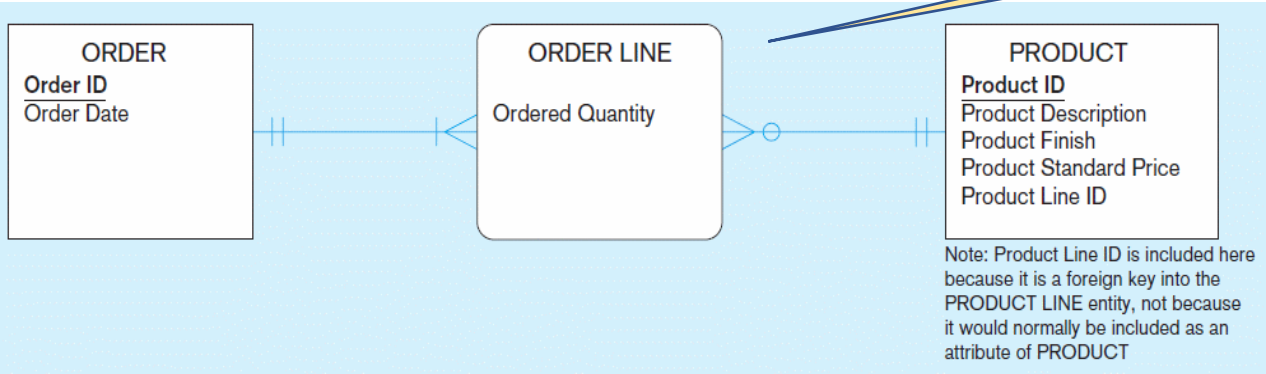 ORDER
Order ID
Order Date
ORDER LINE
Ordered Quantity
PRODUCT
Product ID
Product Description
Product Finish
Product Standard Price
Product Line ID
Note: Product Line ID is included here
because it is a foreign key into the
PRODUCT LINE entity, not because
it would normally be included as an
attribute of PRODUCT